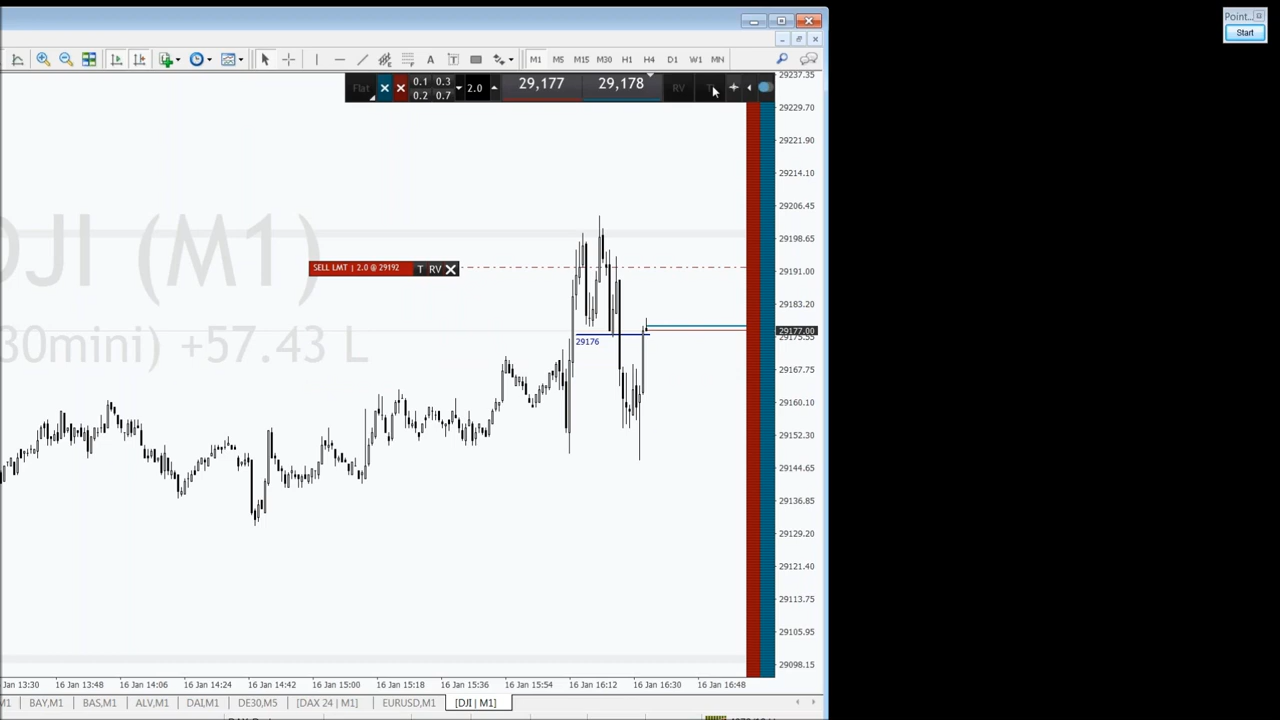 Point...
Start
M1 M5 M15 M30 H1 H4 D1 W1 MN
Flat 0.1 0.3 2.0 29,177 29,178 RV
0.2 0.7
29237.35
29229.70
29221.90
29214.10
29206.45
29198.65
29191.00
29183.20
29177.00
29175.55
29167.75
29160.10
29152.30
29144.65
29136.85
29129.20
29121.40
29113.75
29105.95
29098.15
DJI (M1)
30 mini) +57.43 L
SELL LMT | 2.0 @ 29192 T RV
29176
Jan 13:30 16 Jan 13:48 16 Jan 14:06 16 Jan 14:24 16 Jan 14:42 16 Jan 15:00 16 Jan 15:18 16 Jan 15:36 16 Jan 15:54 16 Jan 16:12 16 Jan 16:30 16 Jan 16:48
M1 BAY,M1 BAS,M1 ALV,M1 DAI,M1 DE30,M5 [DAX 24 | M1] EURUSD,M1 [DJI | M1]